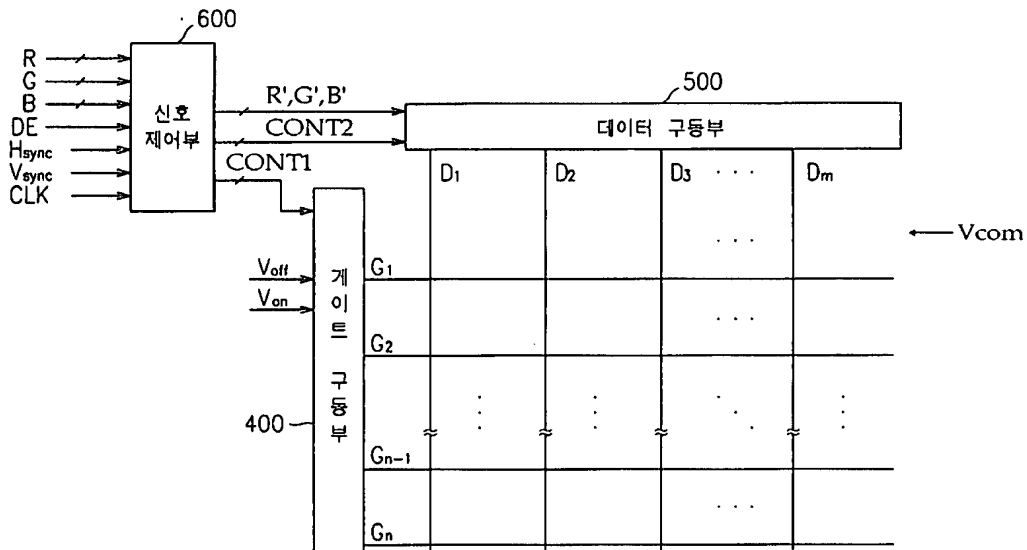 600
R
G
B
DE
Hsync
Vsync
CLK
신호
제어부
R',G',B'
CONT2
CONT1
500
데이터 구동부
D1
D2
D3
Dm
Vcom
Voff
Von
게이트 구동부
400
G1
G2
Gn-1
Gn